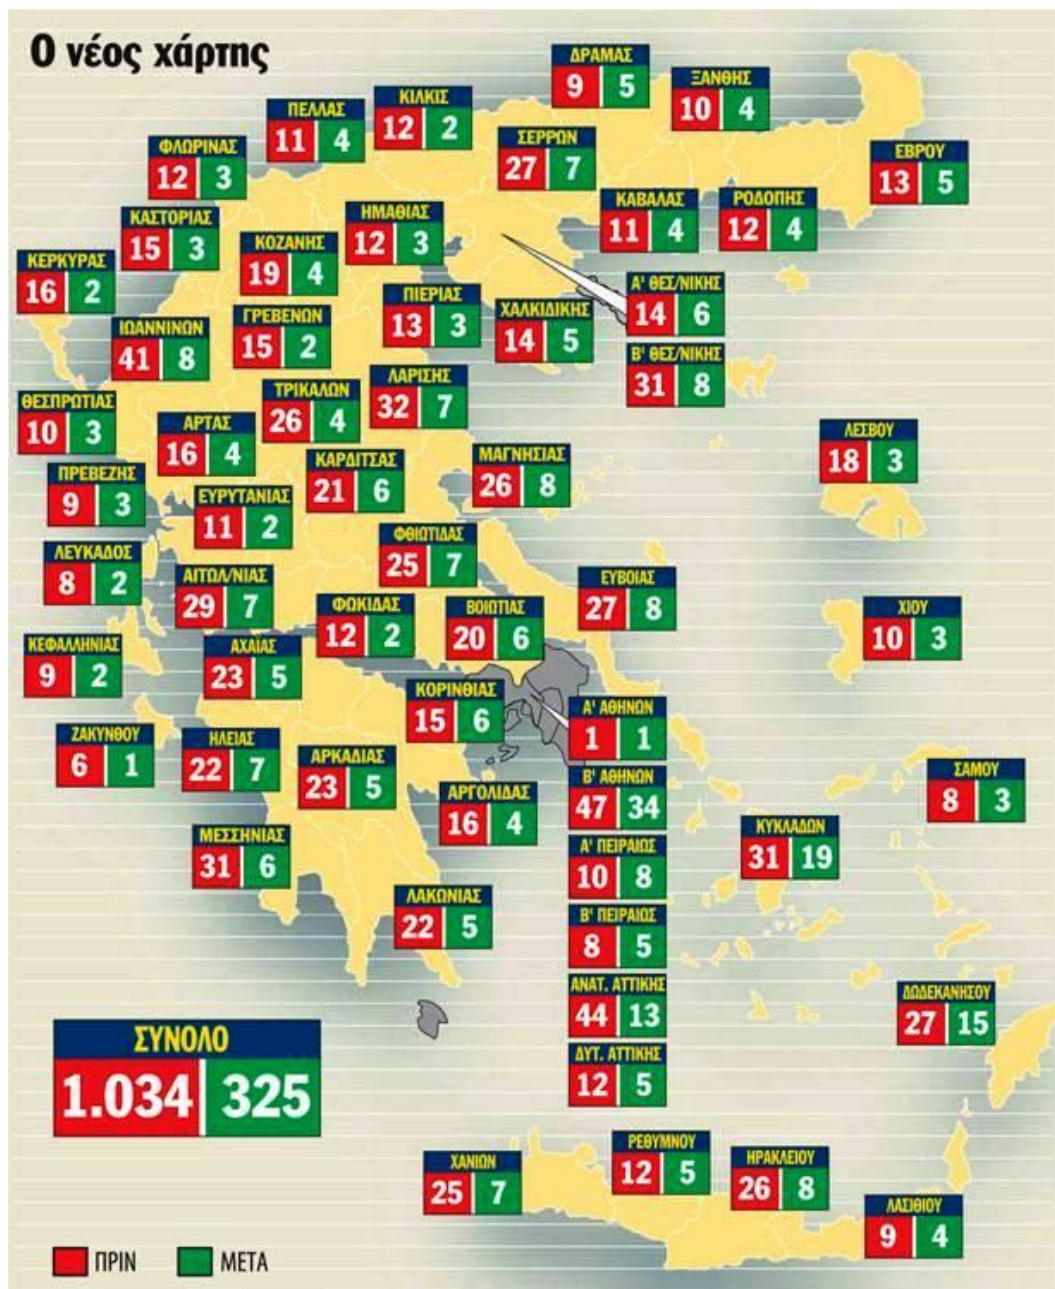 Ο νέος χάρτης
ΔΡΑΜΑΣ
9 5
ΞΑΝΘΗΣ
10 4
ΚΙΛΚΙΣ
12 2
ΠΕΛΛΑΣ
11 4
ΣΕΡΡΩΝ
27 7
ΦΛΩΡΙΝΑΣ
12 3
ΕΒΡΟΥ
13 5
ΚΑΒΑΛΑΣ
11 4
ΡΟΔΟΠΗΣ
12 4
ΚΑΣΤΟΡΙΑΣ
15 3
ΗΜΑΘΙΑΣ
12 3
ΚΟΖΑΝΗΣ
19 4
ΚΕΡΚΥΡΑΣ
16 2
Α' ΘΕΣ/ΝΙΚΗΣ
14 6
ΠΙΕΡΙΑΣ
13 3
ΧΑΛΚΙΔΙΚΗΣ
14 5
ΙΩΑΝΝΙΝΩΝ
41 8
ΓΡΕΒΕΝΩΝ
15 2
Β' ΘΕΣ/ΝΙΚΗΣ
31 8
ΛΑΡΙΣΗΣ
32 7
ΤΡΙΚΑΛΩΝ
26 4
ΘΕΣΠΡΩΤΙΑΣ
10 3
ΑΡΤΑΣ
16 4
ΛΕΣΒΟΥ
18 3
ΚΑΡΔΙΤΣΑΣ
21 6
ΜΑΓΝΗΣΙΑΣ
26 8
ΠΡΕΒΕΖΗΣ
9 3
ΕΥΡΥΤΑΝΙΑΣ
11 2
ΦΘΙΩΤΙΔΑΣ
25 7
ΛΕΥΚΑΔΟΣ
8 2
ΑΙΤΩΛ/ΝΙΑΣ
29 7
ΕΥΒΟΙΑΣ
27 8
ΦΩΚΙΔΑΣ
12 2
ΒΟΙΩΤΙΑΣ
20 6
ΧΙΟΥ
10 3
ΚΕΦΑΛΛΗΝΙΑΣ
9 2
ΑΧΑΪΑΣ
23 5
ΚΟΡΙΝΘΙΑΣ
15 6
Α' ΑΘΗΝΩΝ
1 1
ΖΑΚΥΝΘΟΥ
6 1
ΗΛΕΙΑΣ
22 7
ΑΡΚΑΔΙΑΣ
23 5
ΣΑΜΟΥ
8 3
Β' ΑΘΗΝΩΝ
47 34
ΑΡΓΟΛΙΔΑΣ
16 4
ΚΥΚΛΑΔΩΝ
31 19
ΜΕΣΣΗΝΙΑΣ
31 6
Α' ΠΕΙΡΑΙΩΣ
10 8
ΛΑΚΩΝΙΑΣ
22 5
Β' ΠΕΙΡΑΙΩΣ
8 5
ΑΝΑΤ. ΑΤΤΙΚΗΣ
44 13
ΔΩΔΕΚΑΝΗΣΟΥ
27 15
ΔΥΤ. ΑΤΤΙΚΗΣ
12 5
ΣΥΝΟΛΟ
1.034 325
ΡΕΘΥΜΝΟΥ
12 5
ΧΑΝΙΩΝ
25 7
ΗΡΑΚΛΕΙΟΥ
26 8
ΛΑΣΙΘΙΟΥ
9 4
ΠΡΙΝ ΜΕΤΑ